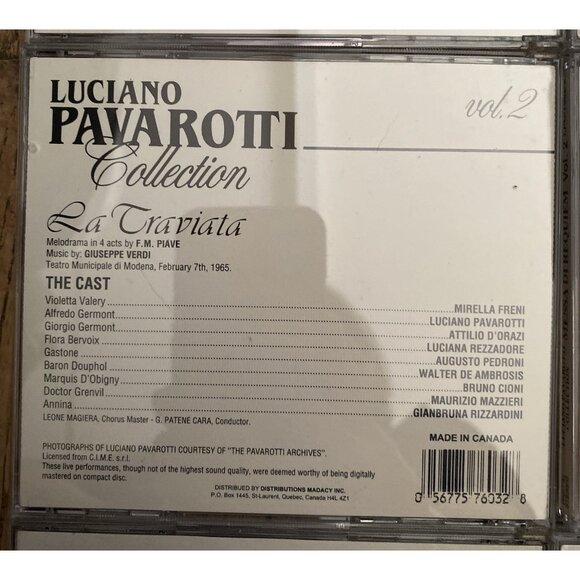 LUCIANO
PAVAROTTI
Collection
vol.2
La Traviata
Melodrama in 4 acts by F.M. PIAVE
Music by: GIUSEPPE VERDI
Teatro Municipale di Modena, February 7th, 1965.
THE CAST
Violetta Valery MIRELLA FRENI
Alfredo Germont LUCIANO PAVAROTTI
Giorgio Germont ATTILIO D'ORAZI
Flora Bervoix LUCIANA REZZADORE
Gastone AUGUSTO PEDRONI
Baron Douphol WALTER DE AMBROSIS
Marquis D'Obigny BRUNO CIONI
Doctor Grenvil MAURIZIO MAZZIERI
Annina GIANBRUNA RIZZARDINI
LEONE MAGIERA, Chorus Master - G. PATENE CARA, Conductor.
PHOTOGRAPHS OF LUCIANO PAVAROTTI COURTESY OF "THE PAVAROTTI ARCHIVES".
Licensed from C.I.M.E. s.r.l.
These live performances, though not of the highest sound quality, were deemed worthy of being digitally
mastered on compact disc.
DISTRIBUTED BY DISTRIBUTIONS MADACY INC.
P.O. Box 1445, St-Laurent, Quebec, Canada H4L 4Z1
MADE IN CANADA
0 56775 76032 8
REQUIEM Vol. 2